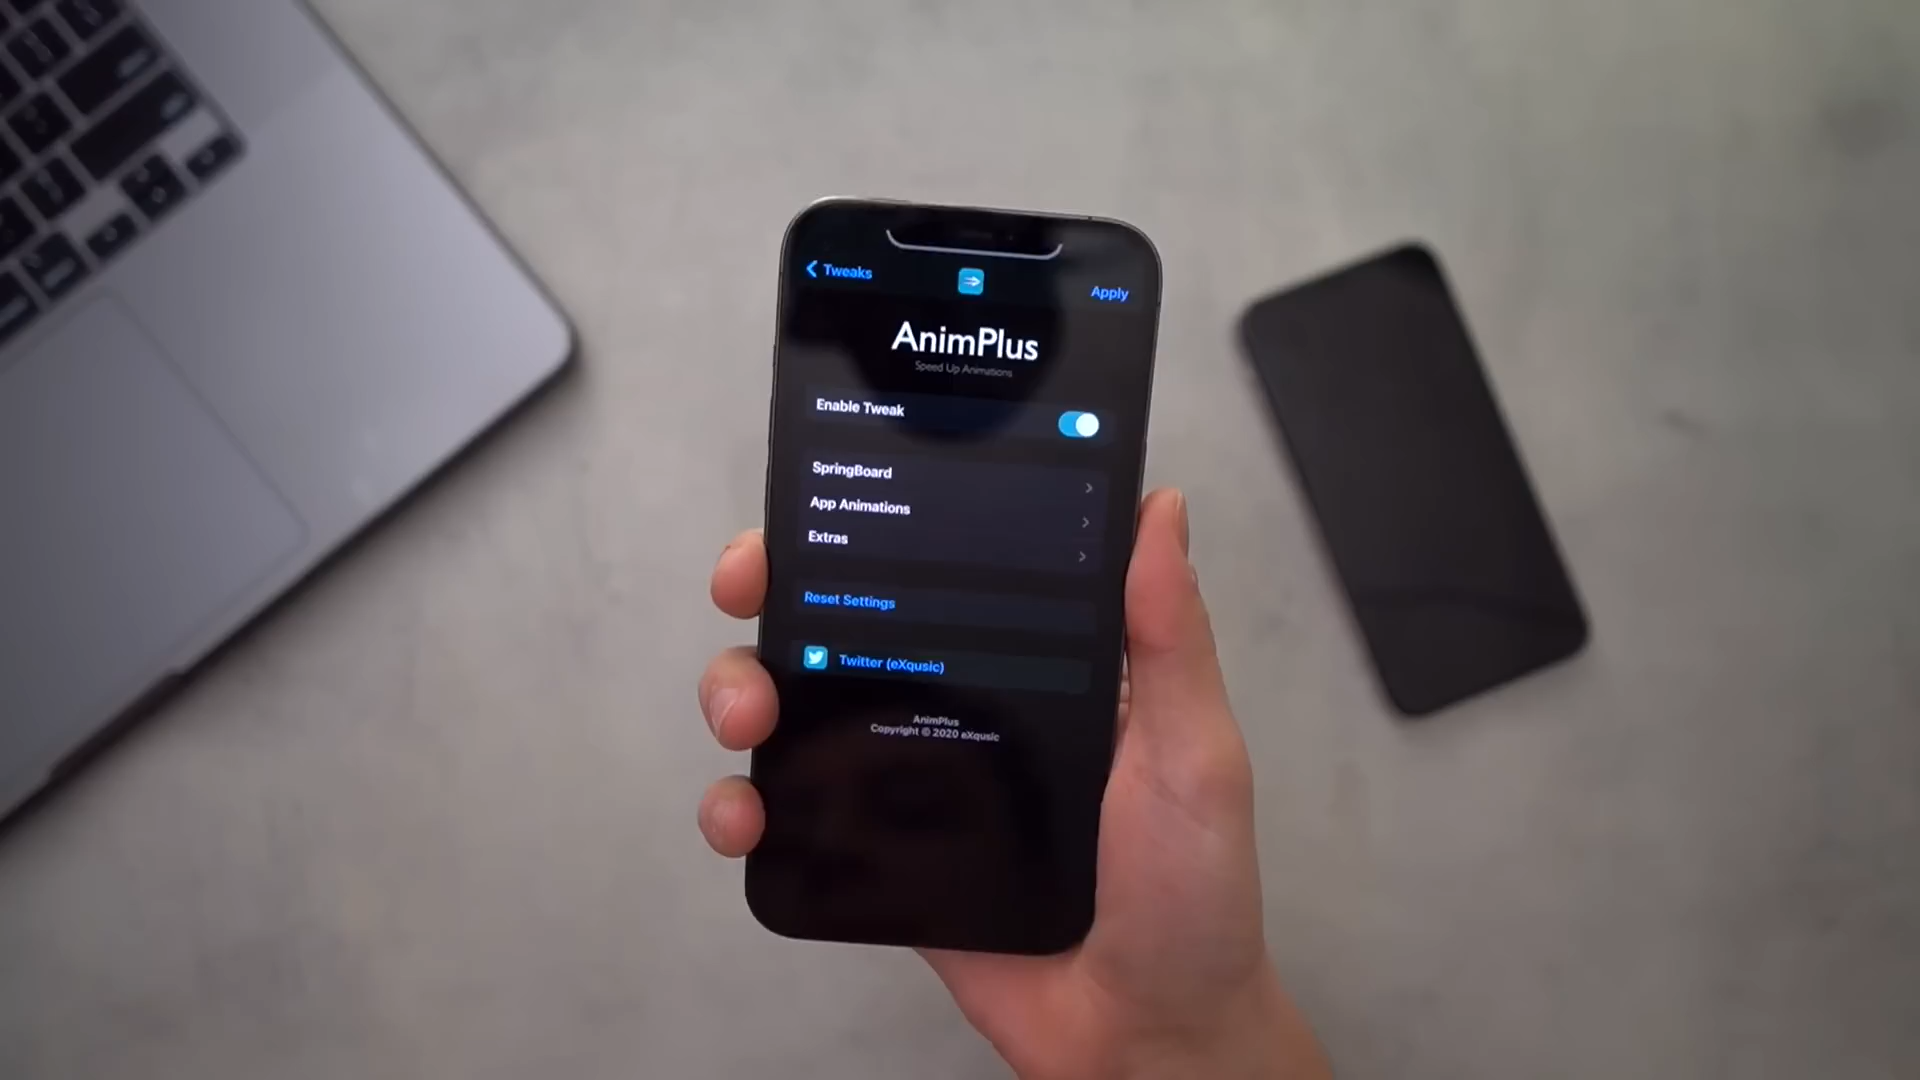 Tweaks
Apply
AnimPlus
Speed Up Animations
Enable Tweak
SpringBoard
App Animations
Extras
Reset Settings
Twitter (eXqusic)
AnimPlus
Copyright © 2020 eXqusic